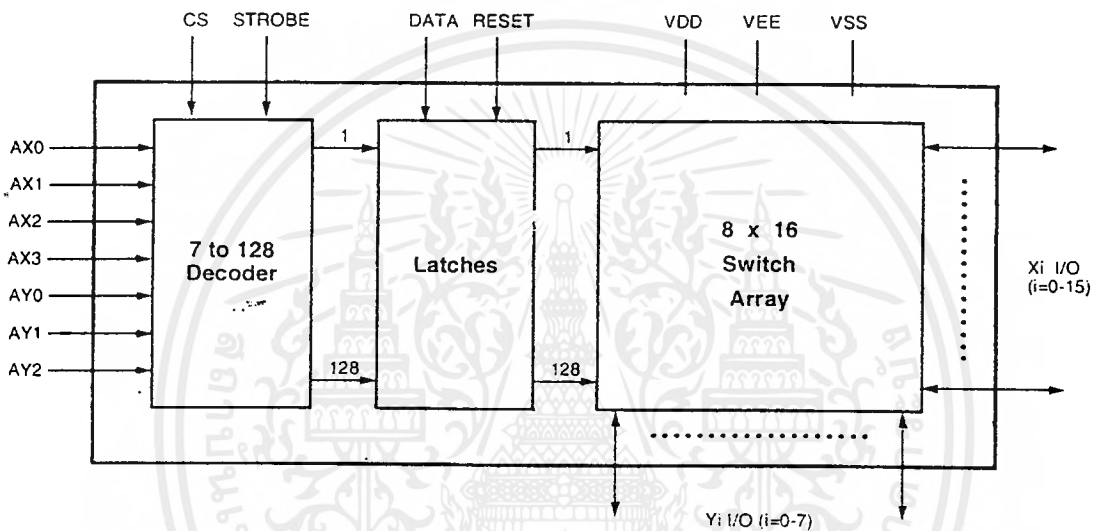 CS STROBE DATA RESET VDD VEE VSS
AX0
AX1
AX2
AX3
AY0
AY1
AY2
7 to 128
Decoder
1
128
Latches
1
128
8 x 16
Switch
Array
Xi I/O
(i=0-15)
Yi I/O (i=0-7)